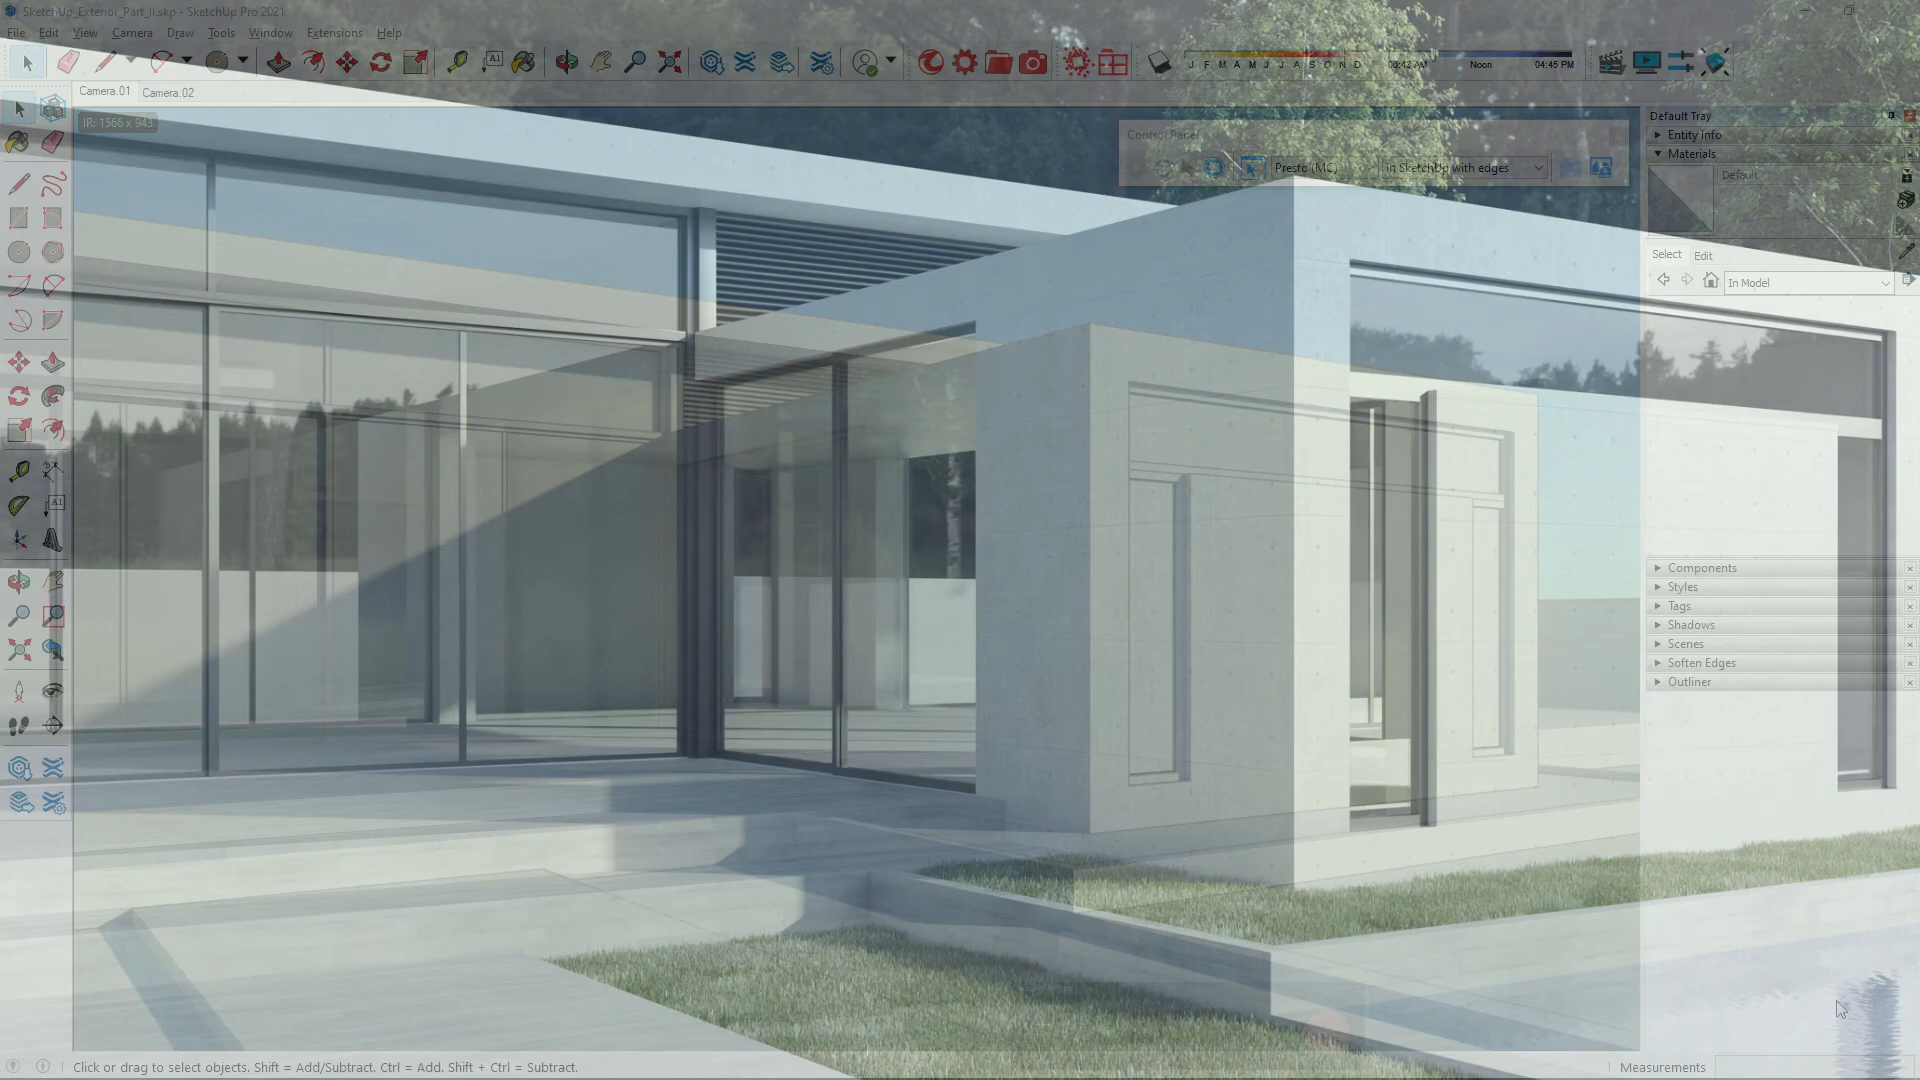 SketchUp_Exterior_Part_II.skp - SketchUp Pro 2021
File Edit View Camera Draw Tools Window Extensions Help
A1
J F M A M J J A S O N D
06:42 AM Noon 04:45 PM
Camera.01 Camera.02
IR: 1566 x 943
Control Panel
Presto (MC)
in SketchUp with edges
Default Tray
Entity Info
Materials
Default
Select Edit
In Model
A1
Components
Styles
Tags
Shadows
Scenes
Soften Edges
Outliner
Click or drag to select objects. Shift = Add/Subtract. Ctrl = Add. Shift + Ctrl = Subtract.
Measurements